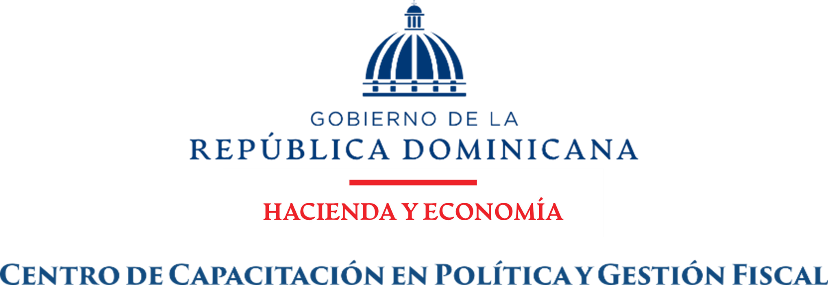 GOBIERNO DE LA
REPÚBLICA DOMINICANA
HACIENDA Y ECONOMÍA
CENTRO DE CAPACITACIÓN EN POLÍTICA Y GESTIÓN FISCAL